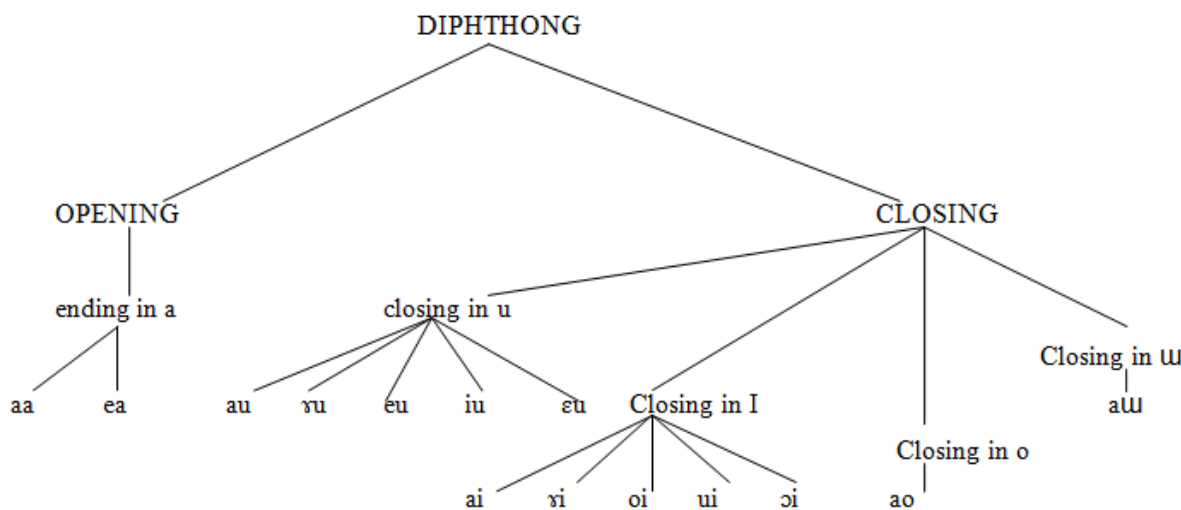 DIPHTHONG
OPENING CLOSING
ending in a closing in u
Closing in ɯ
aa ea au ɤu eu iu ɛu Closing in I aɯ
Closing in o
ai ɤi oi ui ɔi ao